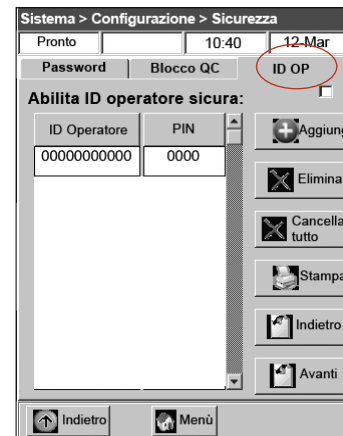 Sistema > Configurazione > Sicurezza
Pronto 10:40 12-Mar
Password Blocco QC ID OP
Abilita ID operatore sicura:
ID Operatore PIN
00000000000 0000
Aggiung
Elimina
Cancella
tutto
Stampa
Indietro
Avanti
Indietro Menù